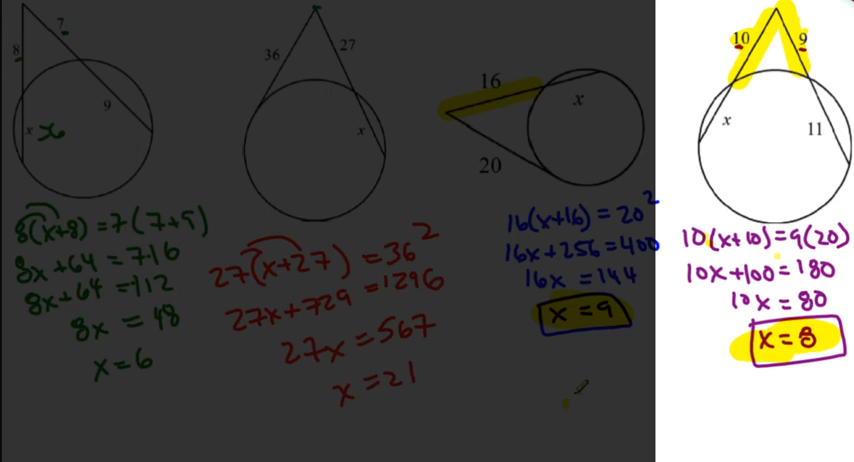 7
8
9
x x
8(x+8)=7(7+9)
8x+64=7·16
8x+64=112
8x=48
x=6
36
27
x
27(x+27)=36²
27x+729=1296
27x=567
x=21
16
x
20
16(x+16)=20²
16x+256=400
16x=144
x=9
10
9
x
11
10(x+10)=9(20)
10x+100=180
10x=80
x=8